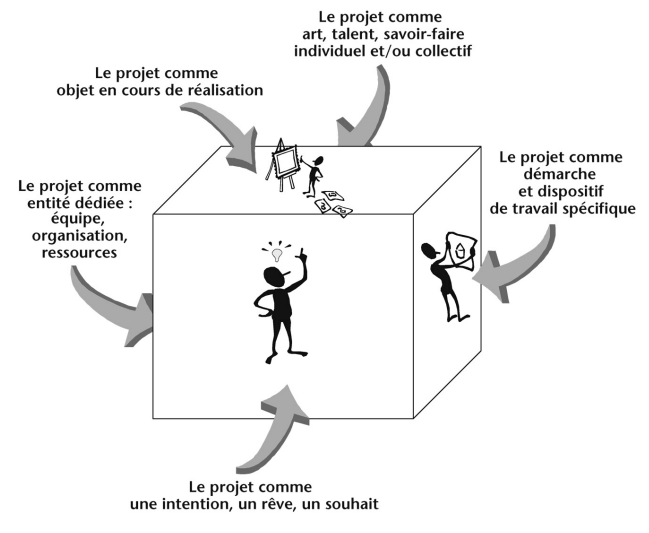 Le projet comme
art, talent, savoir-faire
individuel et/ou collectif
Le projet comme
objet en cours de réalisation
Le projet comme
démarche
et dispositif
de travail spécifique
Le projet comme
entité dédiée :
équipe,
organisation,
ressources
Le projet comme
une intention, un rêve, un souhait